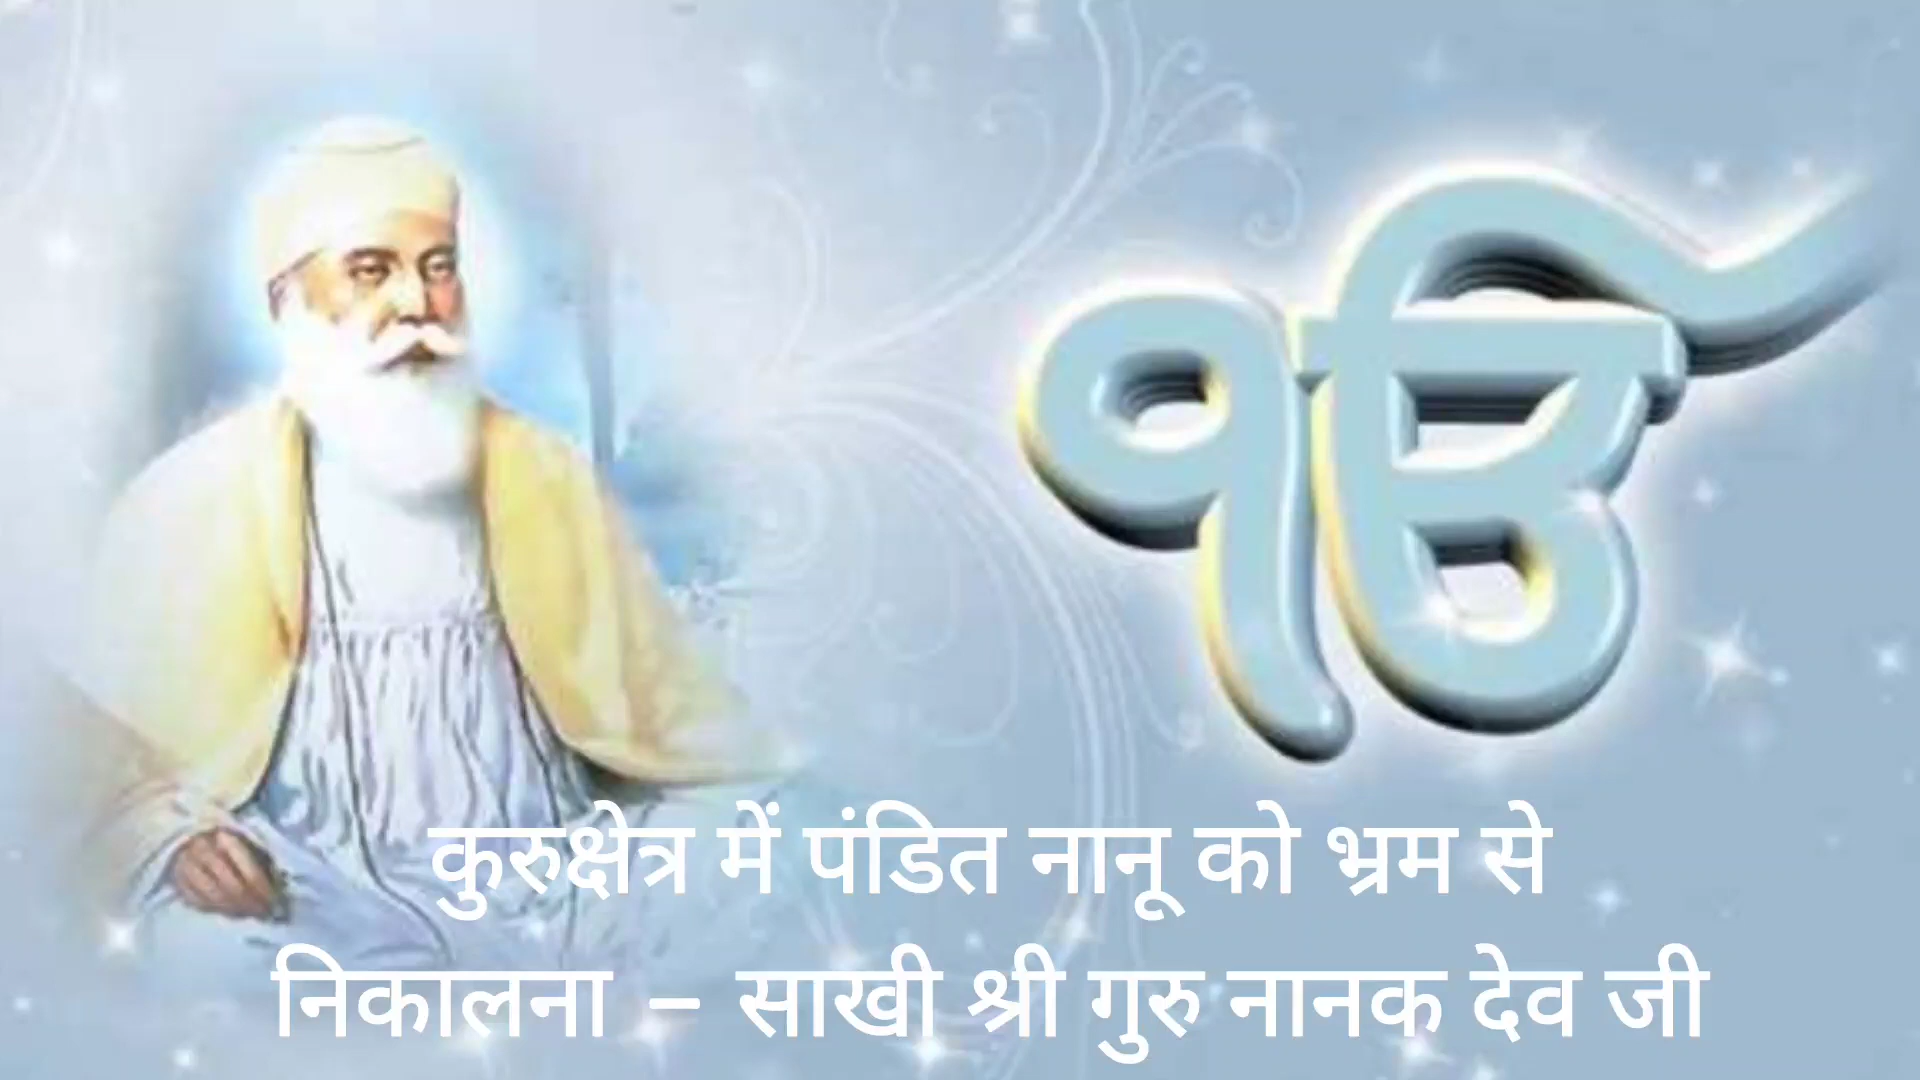 ੴ
कुरुक्षेत्र में पंडित नानू को भ्रम से
निकालना – साखी श्री गुरु नानक देव जी